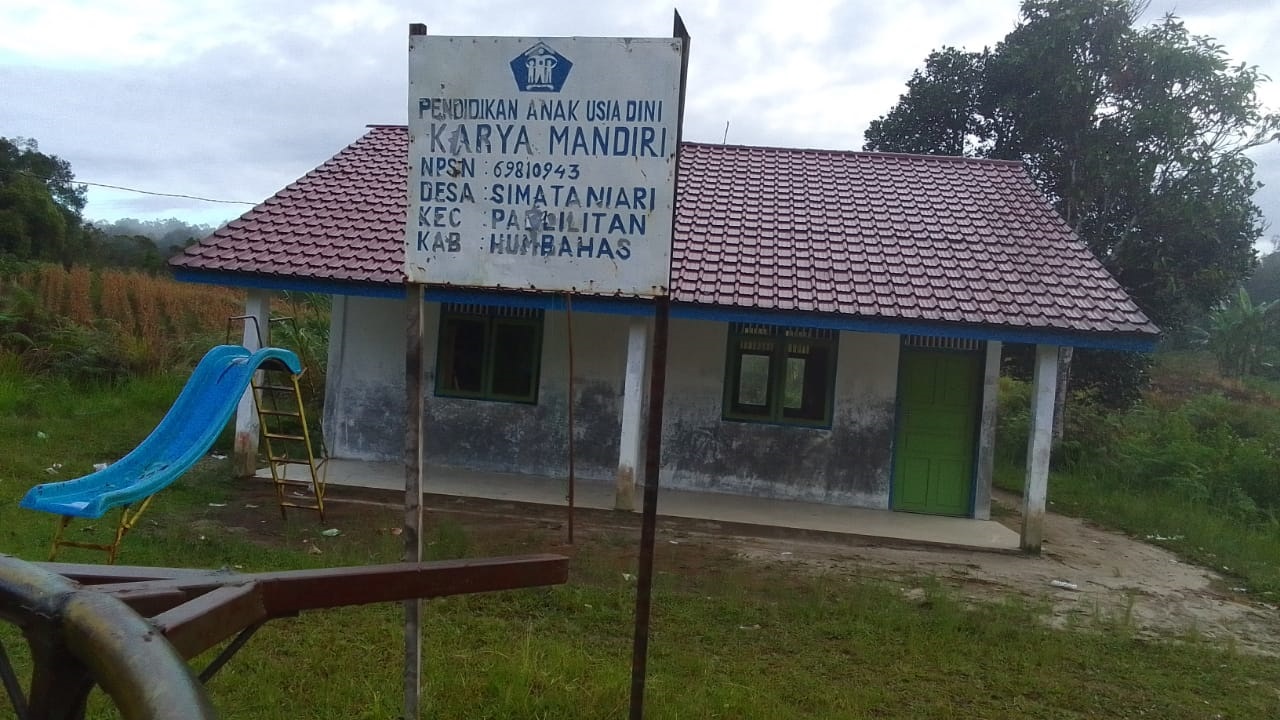 PENDIDIKAN ANAK USIA DINI
KARYA MANDIRI
NPSN : 69810943
DESA : SIMATANIARI
KEC : PARLILITAN
KAB : HUMBAHAS